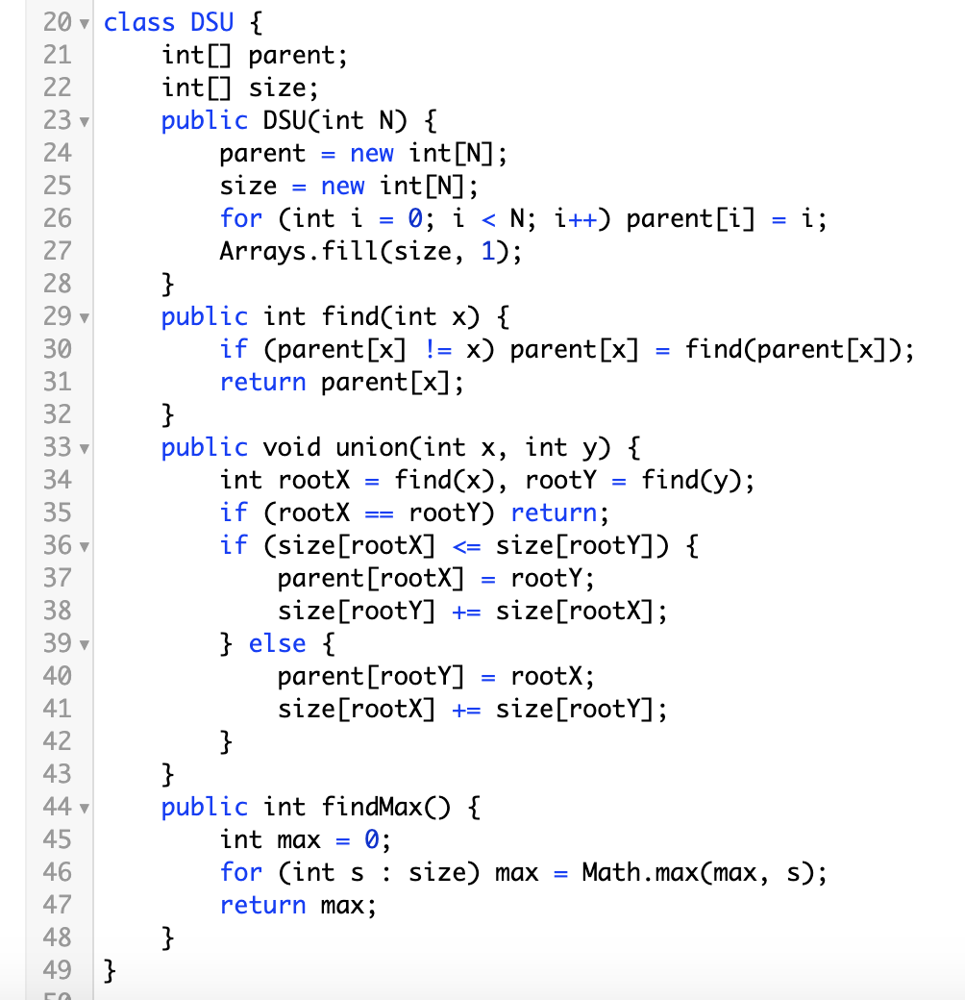 20 class DSU {
21     int[] parent;
22     int[] size;
23     public DSU(int N) {
24         parent = new int[N];
25         size = new int[N];
26         for (int i = 0; i < N; i++) parent[i] = i;
27         Arrays.fill(size, 1);
28     }
29     public int find(int x) {
30         if (parent[x] != x) parent[x] = find(parent[x]);
31         return parent[x];
32     }
33     public void union(int x, int y) {
34         int rootX = find(x), rootY = find(y);
35         if (rootX == rootY) return;
36         if (size[rootX] <= size[rootY]) {
37             parent[rootX] = rootY;
38             size[rootY] += size[rootX];
39         } else {
40             parent[rootY] = rootX;
41             size[rootX] += size[rootY];
42         }
43     }
44     public int findMax() {
45         int max = 0;
46         for (int s : size) max = Math.max(max, s);
47         return max;
48     }
49 }